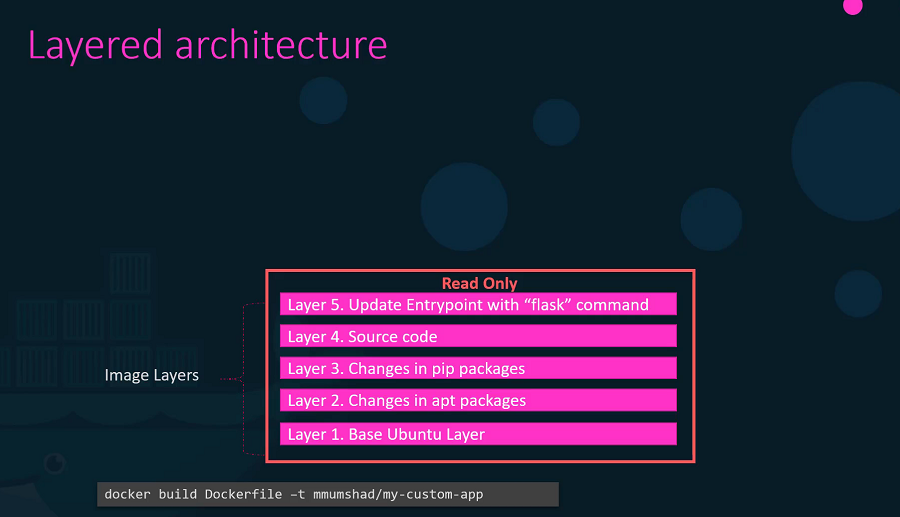 Layered architecture
Read Only
Layer 5. Update Entrypoint with “flask” command
Layer 4. Source code
Layer 3. Changes in pip packages
Image Layers
Layer 2. Changes in apt packages
Layer 1. Base Ubuntu Layer
docker build Dockerfile –t mmumshad/my-custom-app